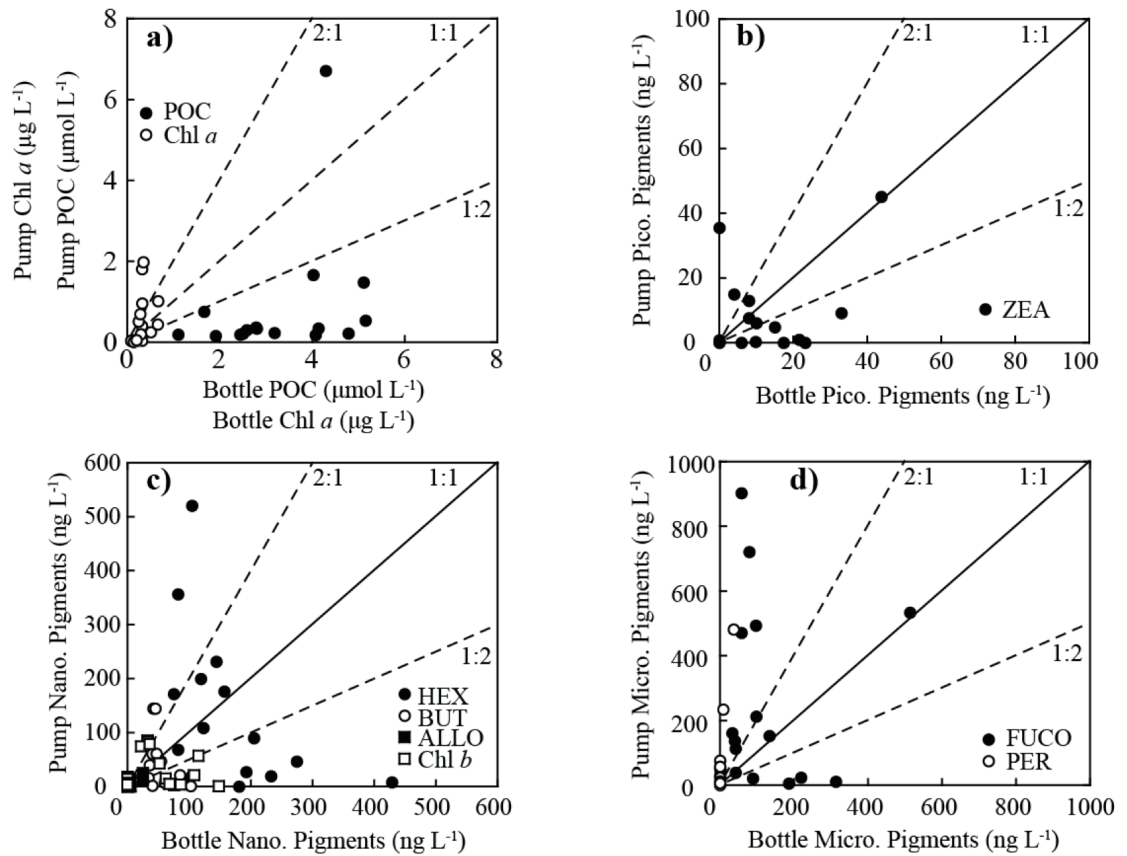 a)
8
6
4
2
0
2
4
6
8
2:1
1:1
1:2
POC
Chl a
Pump Chl a (µg L-1)
Pump POC (µmol L-1)
Bottle POC (µmol L-1)
Bottle Chl a (µg L-1)
b)
100
80
60
40
20
0
0
20
40
60
80
100
2:1
1:1
1:2
ZEA
Pump Pico. Pigments (ng L-1)
Bottle Pico. Pigments (ng L-1)
c)
600
500
400
300
200
100
0
0
100
200
300
400
500
600
2:1
1:1
1:2
HEX
BUT
ALLO
Chl b
Pump Nano. Pigments (ng L-1)
Bottle Nano. Pigments (ng L-1)
d)
1000
800
600
400
200
0
0
200
400
600
800
1000
2:1
1:1
1:2
FUCO
PER
Pump Micro. Pigments (ng L-1)
Bottle Micro. Pigments (ng L-1)